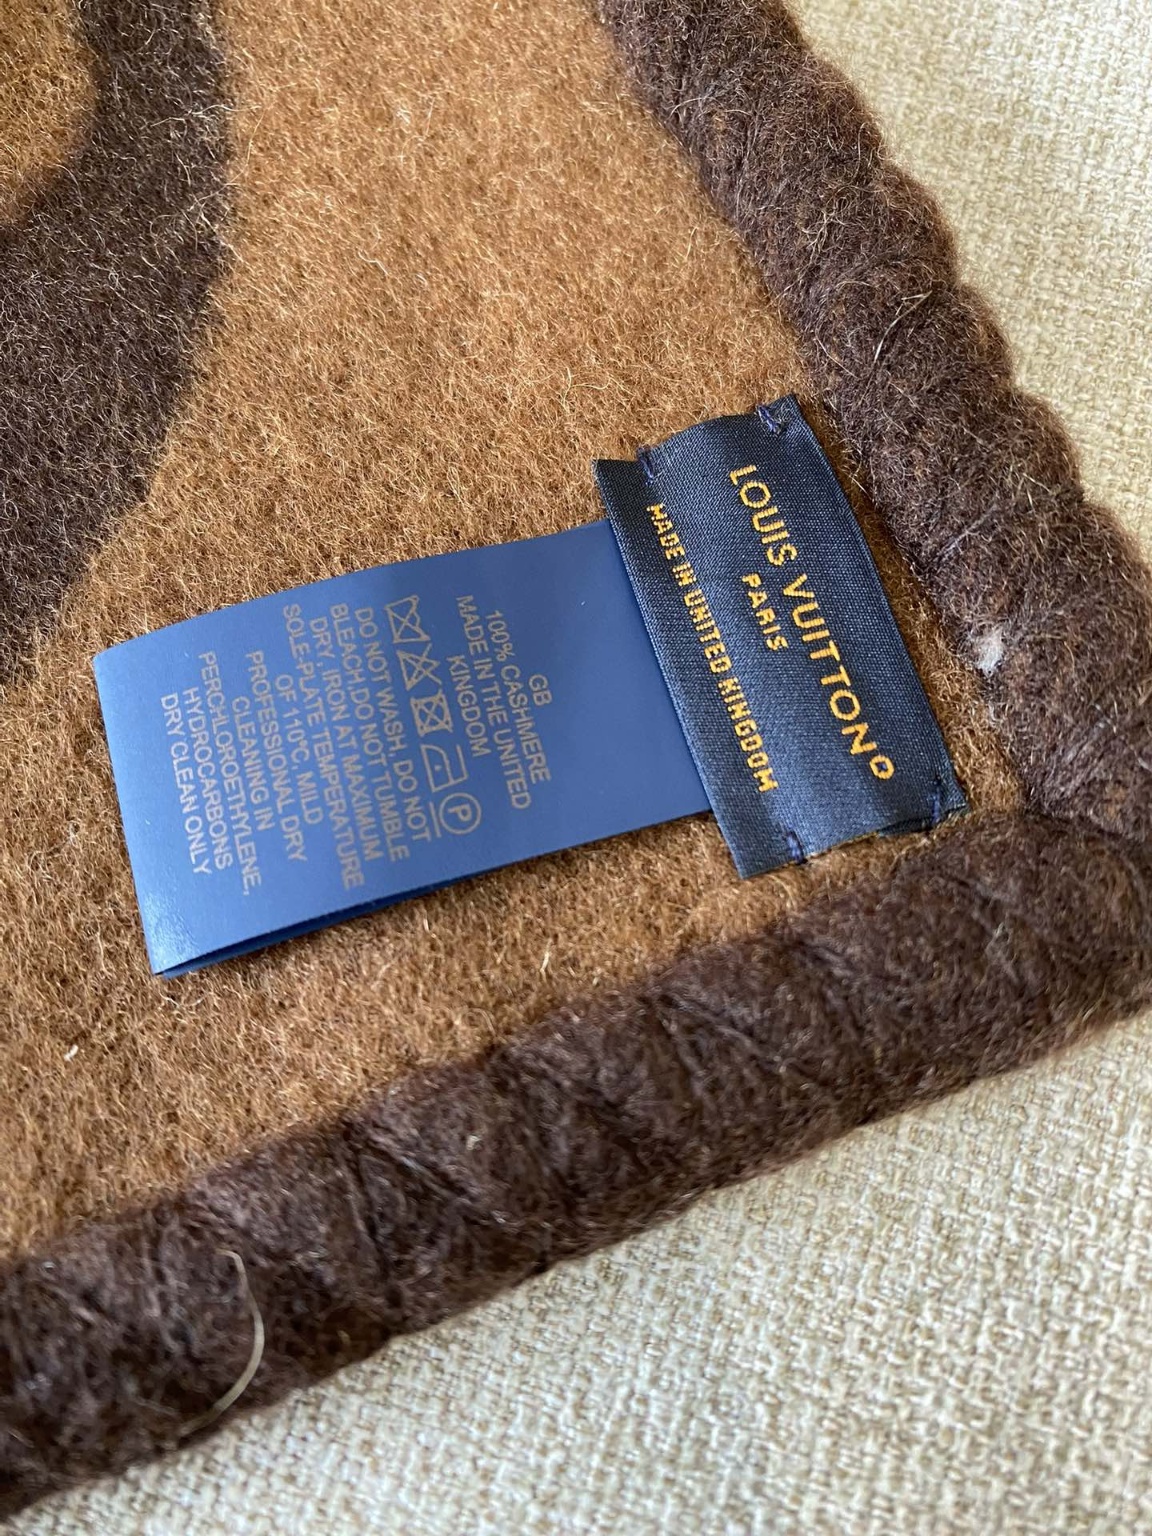 LOUIS VUITTON®
PARIS
MADE IN UNITED KINGDOM
GB
100% CASHMERE
MADE IN THE UNITED
KINGDOM
P
DO NOT WASH, DO NOT
BLEACH,DO NOT TUMBLE
DRY, IRON AT MAXIMUM
SOLE-PLATE TEMPERATURE
OF 110°C, MILD
PROFESSIONAL DRY
CLEANING IN
PERCHLOROETHYLENE,
HYDROCARBONS
DRY CLEAN ONLY